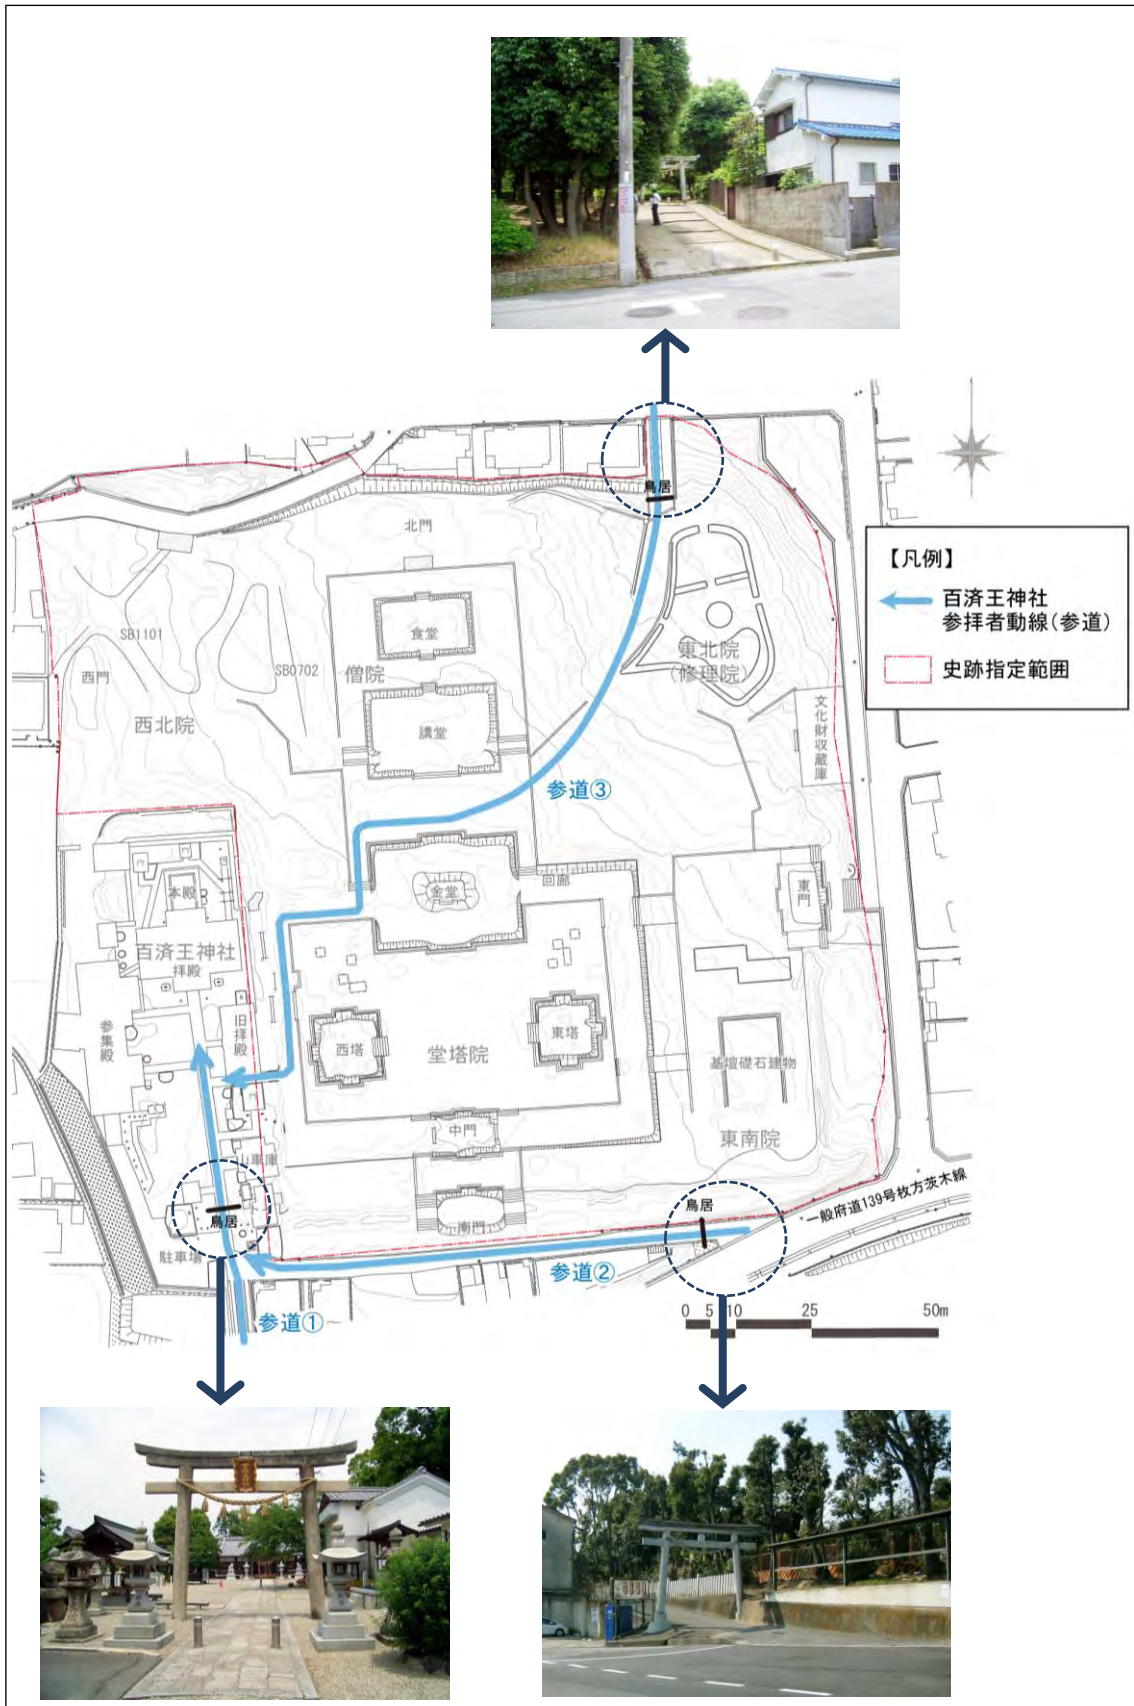 鳥居
北門
【凡例】
百済王神社
参拝者動線(参道)
史跡指定範囲
食堂
僧院
SB1101
SB0702
西門
西北院
東北院
(修理院)
講堂
文化財収蔵庫
参道③
金堂
回廊
東門
本殿
百済王神社
拝殿
旧拝殿
参集殿
西塔
堂塔院
東塔
基壇礎石建物
中門
東南院
山車庫
鳥居
南門
鳥居
一般府道139号枚方茨木線
駐車場
参道②
参道①
0 5 10 25 50m